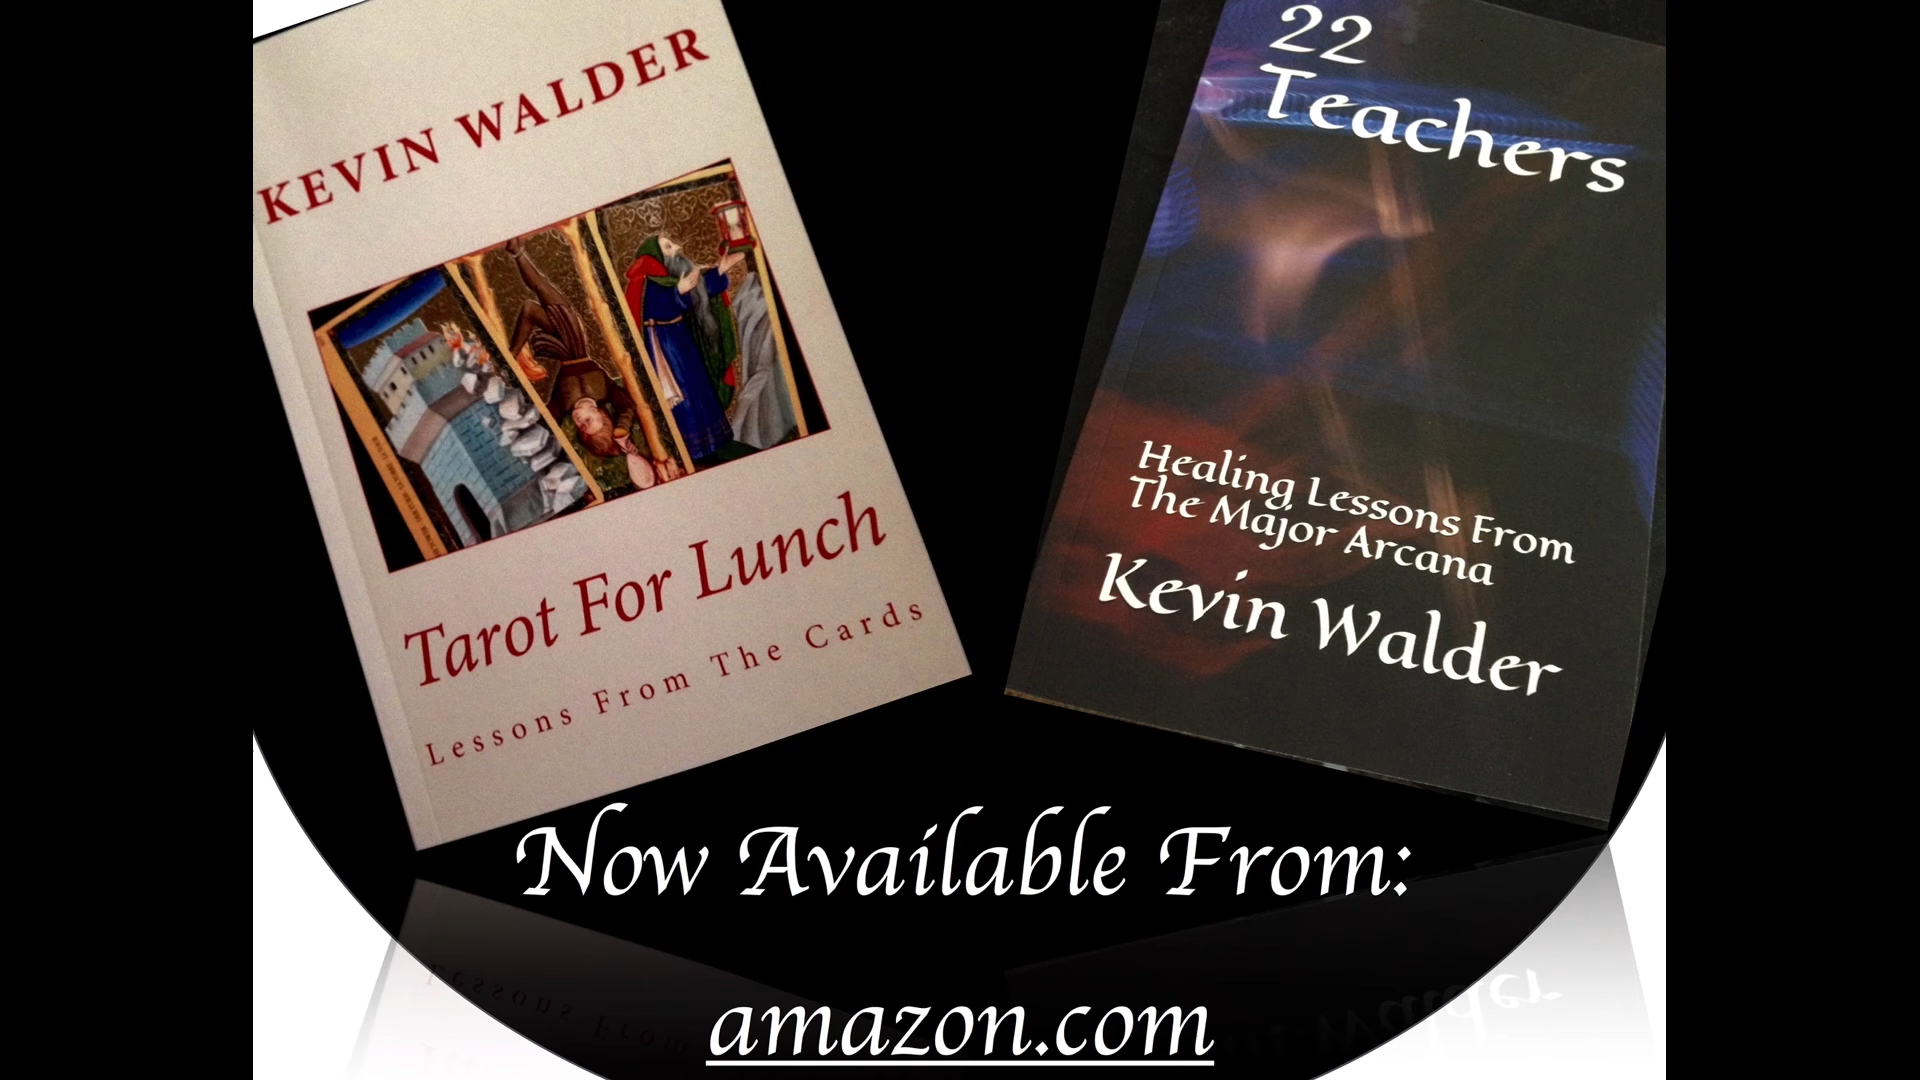 KEVIN WALDER
Tarot For Lunch
Lessons From The Cards
22
Teachers
Healing Lessons From
The Major Arcana
Kevin Walder
Now Available From:
amazon.com